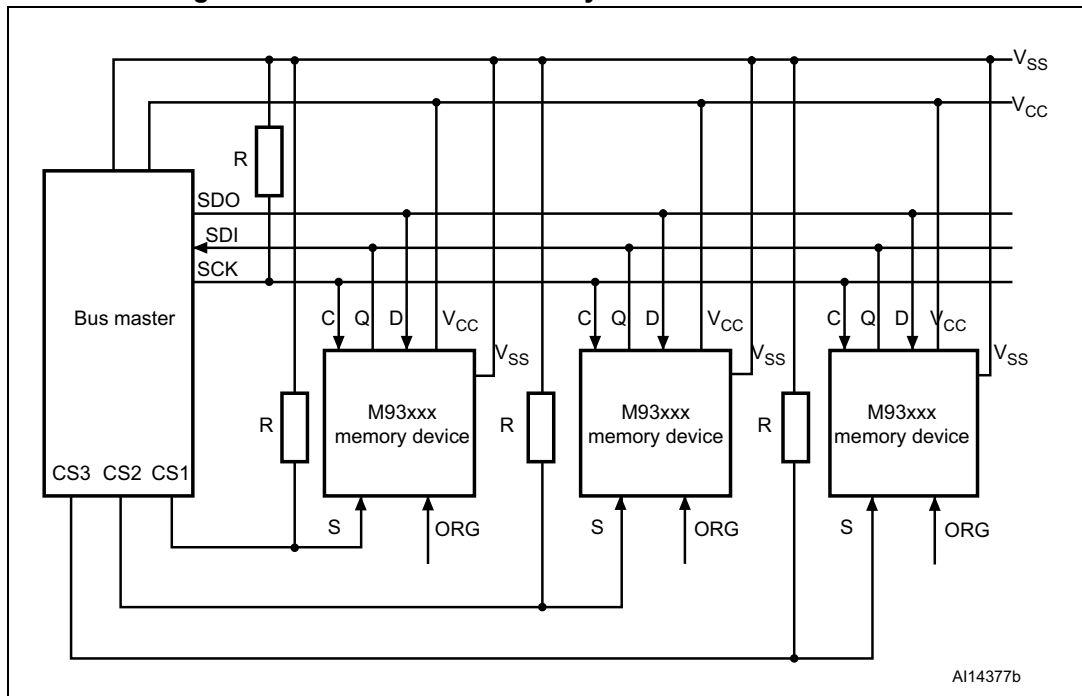 VSS
VCC
R
SDO
SDI
SCK
Bus master
C Q D VCC
VSS
C Q D VCC
VSS
C Q D VCC
VSS
R
M93xxx
memory device
R
M93xxx
memory device
R
M93xxx
memory device
CS3 CS2 CS1
S ORG
S ORG
S ORG
AI14377b